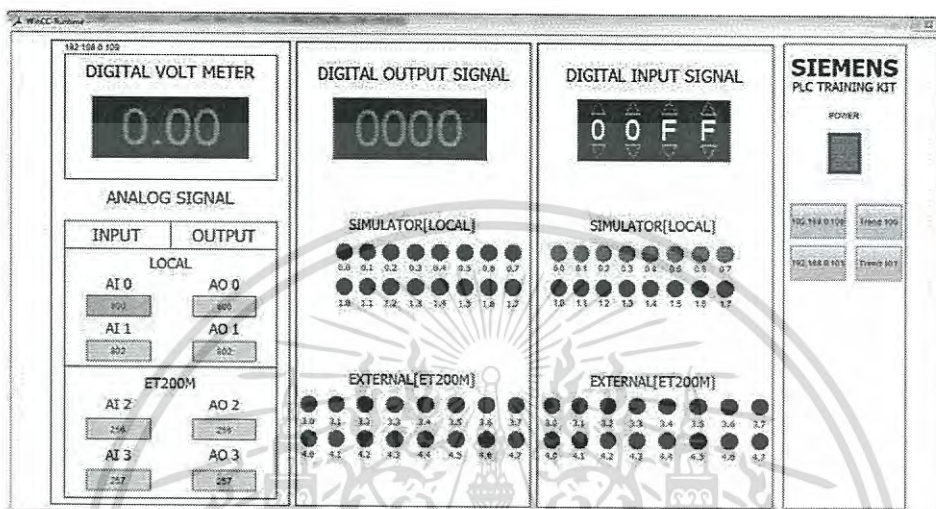 WinCC-Runtime
192.168.0.100
DIGITAL VOLT METER
0.00
ANALOG SIGNAL
INPUT OUTPUT
LOCAL
AI 0 AO 0
800 800
AI 1 AO 1
802 802
ET200M
AI 2 AO 2
256 256
AI 3 AO 3
257 257
DIGITAL OUTPUT SIGNAL
0000
SIMULATOR[LOCAL]
0.0 0.1 0.2 0.3 0.4 0.5 0.6 0.7
1.0 1.1 1.2 1.3 1.4 1.5 1.6 1.7
EXTERNAL[ET200M]
3.0 3.1 3.2 3.3 3.4 3.5 3.6 3.7
4.0 4.1 4.2 4.3 4.4 4.5 4.6 4.7
DIGITAL INPUT SIGNAL
0 0 F F
SIMULATOR[LOCAL]
0.0 0.1 0.2 0.3 0.4 0.5 0.6 0.7
1.0 1.1 1.2 1.3 1.4 1.5 1.6 1.7
EXTERNAL[ET200M]
3.0 3.1 3.2 3.3 3.4 3.5 3.6 3.7
4.0 4.1 4.2 4.3 4.4 4.5 4.6 4.7
SIEMENS
PLC TRAINING KIT
POWER
192.168.0.100 Trend 100
192.168.0.101 Trend 101